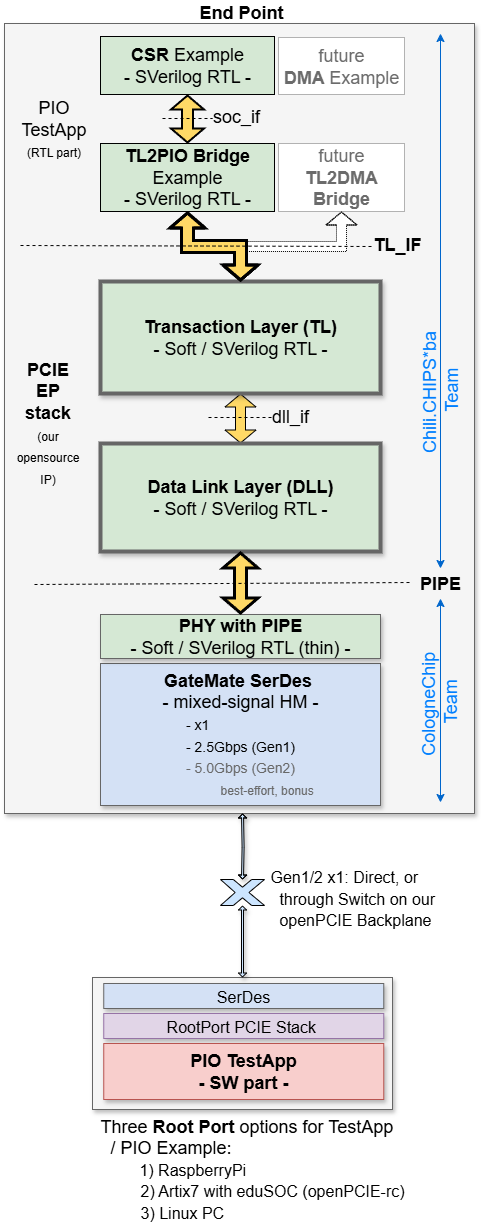 End Point
CSR Example
- SVerilog RTL -
future
DMA Example
PIO
TestApp
(RTL part)
soc_if
TL2PIO Bridge
Example
- SVerilog RTL -
future
TL2DMA
Bridge
TL_IF
Transaction Layer (TL)
- Soft / SVerilog RTL -
PCIE
EP
stack
(our
opensource
IP)
dll_if
Chili.CHIPS*ba
Team
Data Link Layer (DLL)
- Soft / SVerilog RTL -
PIPE
PHY with PIPE
- Soft / SVerilog RTL (thin) -
GateMate SerDes
- mixed-signal HM -
- x1
- 2.5Gbps (Gen1)
- 5.0Gbps (Gen2)
best-effort, bonus
CologneChip
Team
Gen1/2 x1: Direct, or
through Switch on our
openPCIE Backplane
SerDes
RootPort PCIE Stack
PIO TestApp
- SW part -
Three Root Port options for TestApp
/ PIO Example:
1) RaspberryPi
2) Artix7 with eduSOC (openPCIE-rc)
3) Linux PC